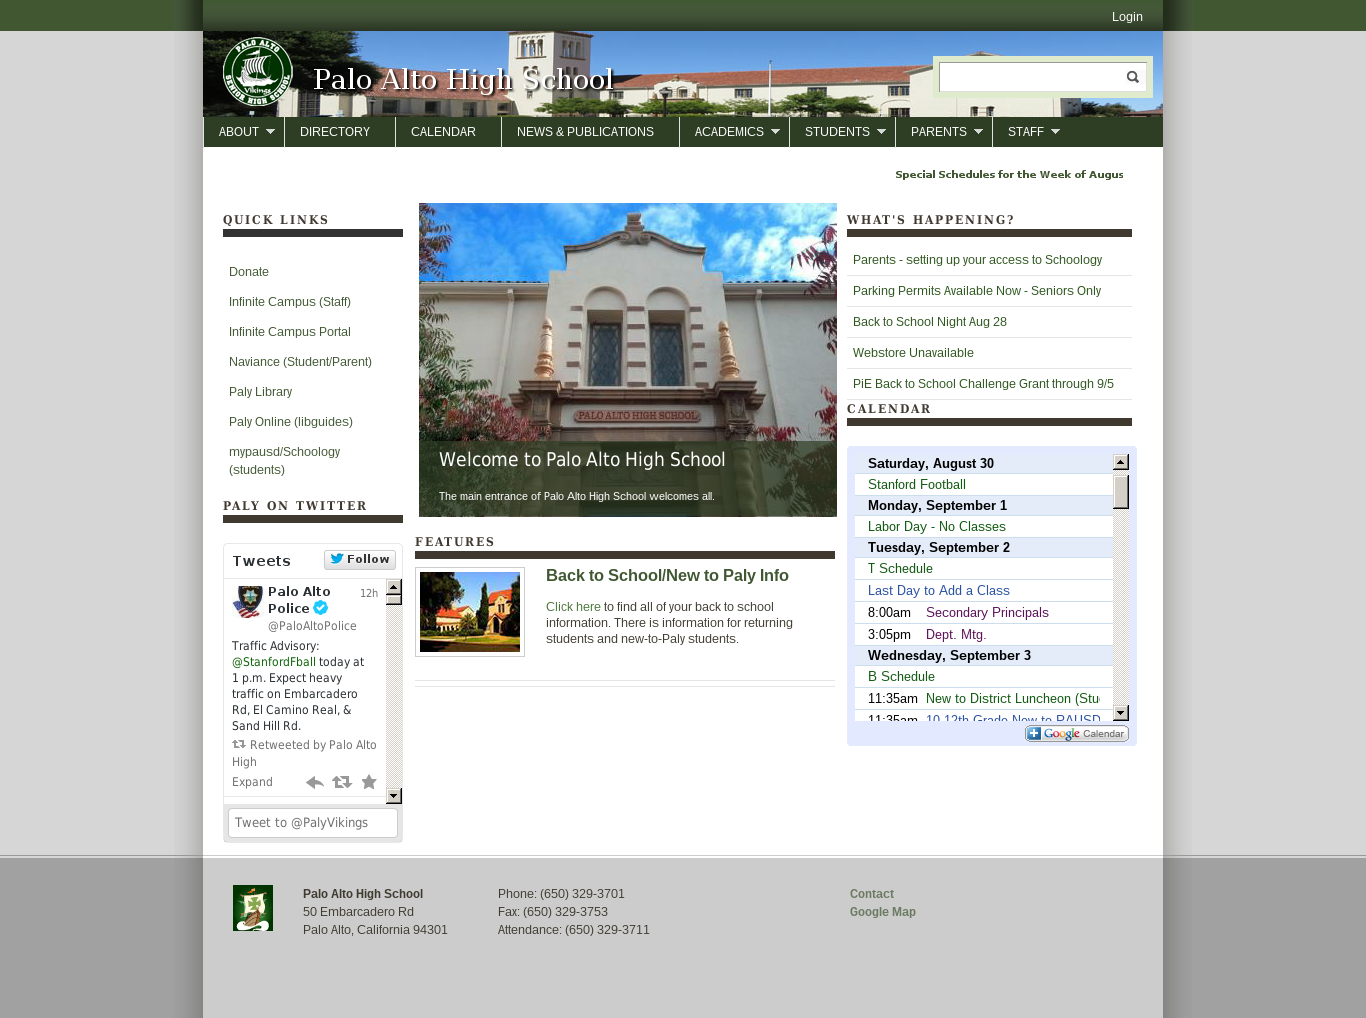 Login
PALO ALTO
Vikings
SENIOR HIGH SCHOOL
Palo Alto High School
ABOUT
DIRECTORY
CALENDAR
NEWS & PUBLICATIONS
ACADEMICS
STUDENTS
PARENTS
STAFF
Special Schedules for the Week of Augus
QUICK LINKS
Donate
Infinite Campus (Staff)
Infinite Campus Portal
Naviance (Student/Parent)
Paly Library
Paly Online (libguides)
mypausd/Schoology
(students)
PALY ON TWITTER
Tweets
Follow
Palo Alto
Police
12h
@PaloAltoPolice
Traffic Advisory:
@StanfordFball today at
1 p.m. Expect heavy
traffic on Embarcadero
Rd, El Camino Real, &
Sand Hill Rd.
Retweeted by Palo Alto
High
Expand
Tweet to @PalyVikings
PALO ALTO HIGH SCHOOL
Welcome to Palo Alto High School
The main entrance of Palo Alto High School welcomes all.
FEATURES
Back to School/New to Paly Info
Click here to find all of your back to school
information. There is information for returning
students and new-to-Paly students.
WHAT'S HAPPENING?
Parents - setting up your access to Schoology
Parking Permits Available Now - Seniors Only
Back to School Night Aug 28
Webstore Unavailable
PiE Back to School Challenge Grant through 9/5
CALENDAR
Saturday, August 30
Stanford Football
Monday, September 1
Labor Day - No Classes
Tuesday, September 2
T Schedule
Last Day to Add a Class
8:00am Secondary Principals
3:05pm Dept. Mtg.
Wednesday, September 3
B Schedule
11:35am New to District Luncheon (Stu
11:35am 10-12th Grade New to PAUSD
Google Calendar
Palo Alto High School
50 Embarcadero Rd
Palo Alto, California 94301
Phone: (650) 329-3701
Fax: (650) 329-3753
Attendance: (650) 329-3711
Contact
Google Map